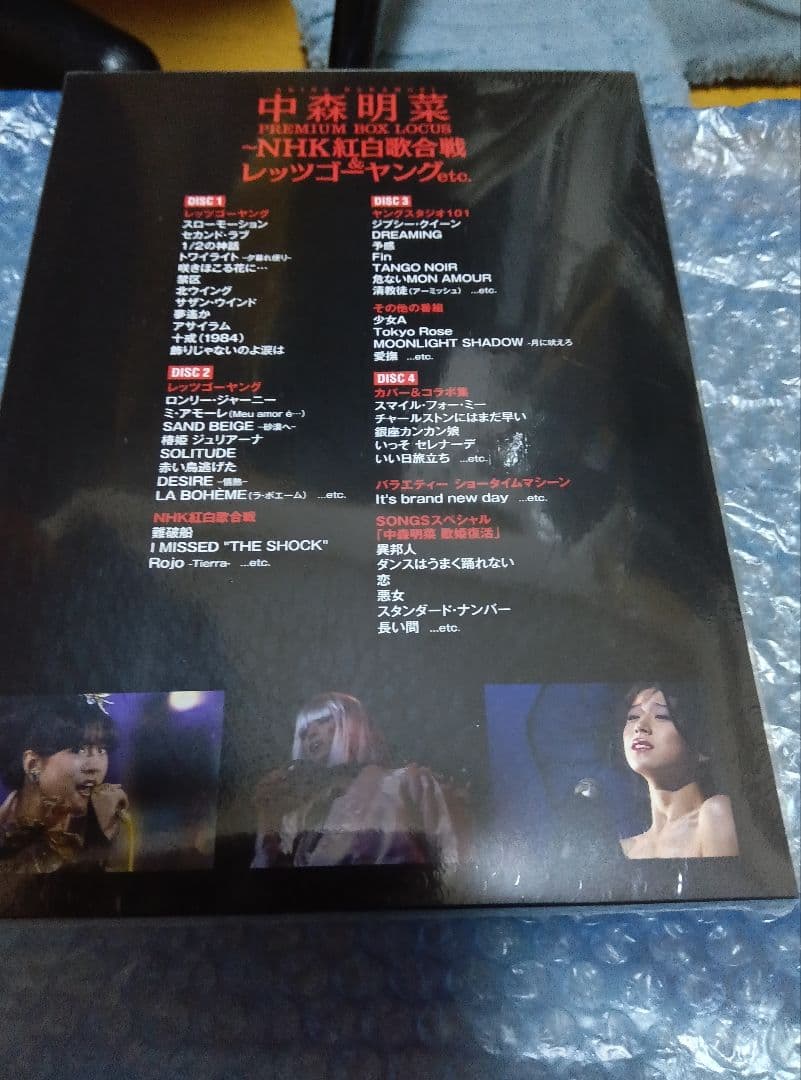 AKINA NAKAMORI
中森明菜
PREMIUM BOX LOCUS
~NHK紅白歌合戦
&
レッツゴーヤングetc.
DISC 1
レッツゴーヤング
スローモーション
セカンド・ラブ
1/2の神話
トワイライト -夕暮れ便り-
咲きほこる花に…
禁区
北ウイング
サザン・ウインド
夢遥か
アサイラム
十戒(1984)
飾りじゃないのよ涙は
DISC 2
レッツゴーヤング
ロンリー・ジャーニー
ミ・アモーレ(Meu amor é…)
SAND BEIGE -砂漠へ-
椿姫 ジュリアーナ
SOLITUDE
赤い鳥逃げた
DESIRE -情熱-
LA BOHÈME(ラ・ボエーム) ...etc.
NHK紅白歌合戦
難破船
I MISSED "THE SHOCK"
Rojo -Tierra- ...etc.
DISC 3
ヤングスタジオ101
ジプシー・クイーン
DREAMING
予感
Fin
TANGO NOIR
危ないMON AMOUR
清教徒(アーミッシュ) ...etc.
その他の番組
少女A
Tokyo Rose
MOONLIGHT SHADOW -月に吠えろ
愛撫 ...etc.
DISC 4
カバー&コラボ集
スマイル・フォー・ミー
チャールストンにはまだ早い
銀座カンカン娘
いっそ セレナーデ
いい日旅立ち ...etc.
バラエティー ショータイムマシーン
It's brand new day ...etc.
SONGSスペシャル
「中森明菜 歌姫復活」
異邦人
ダンスはうまく踊れない
恋
悪女
スタンダード・ナンバー
長い間 ...etc.